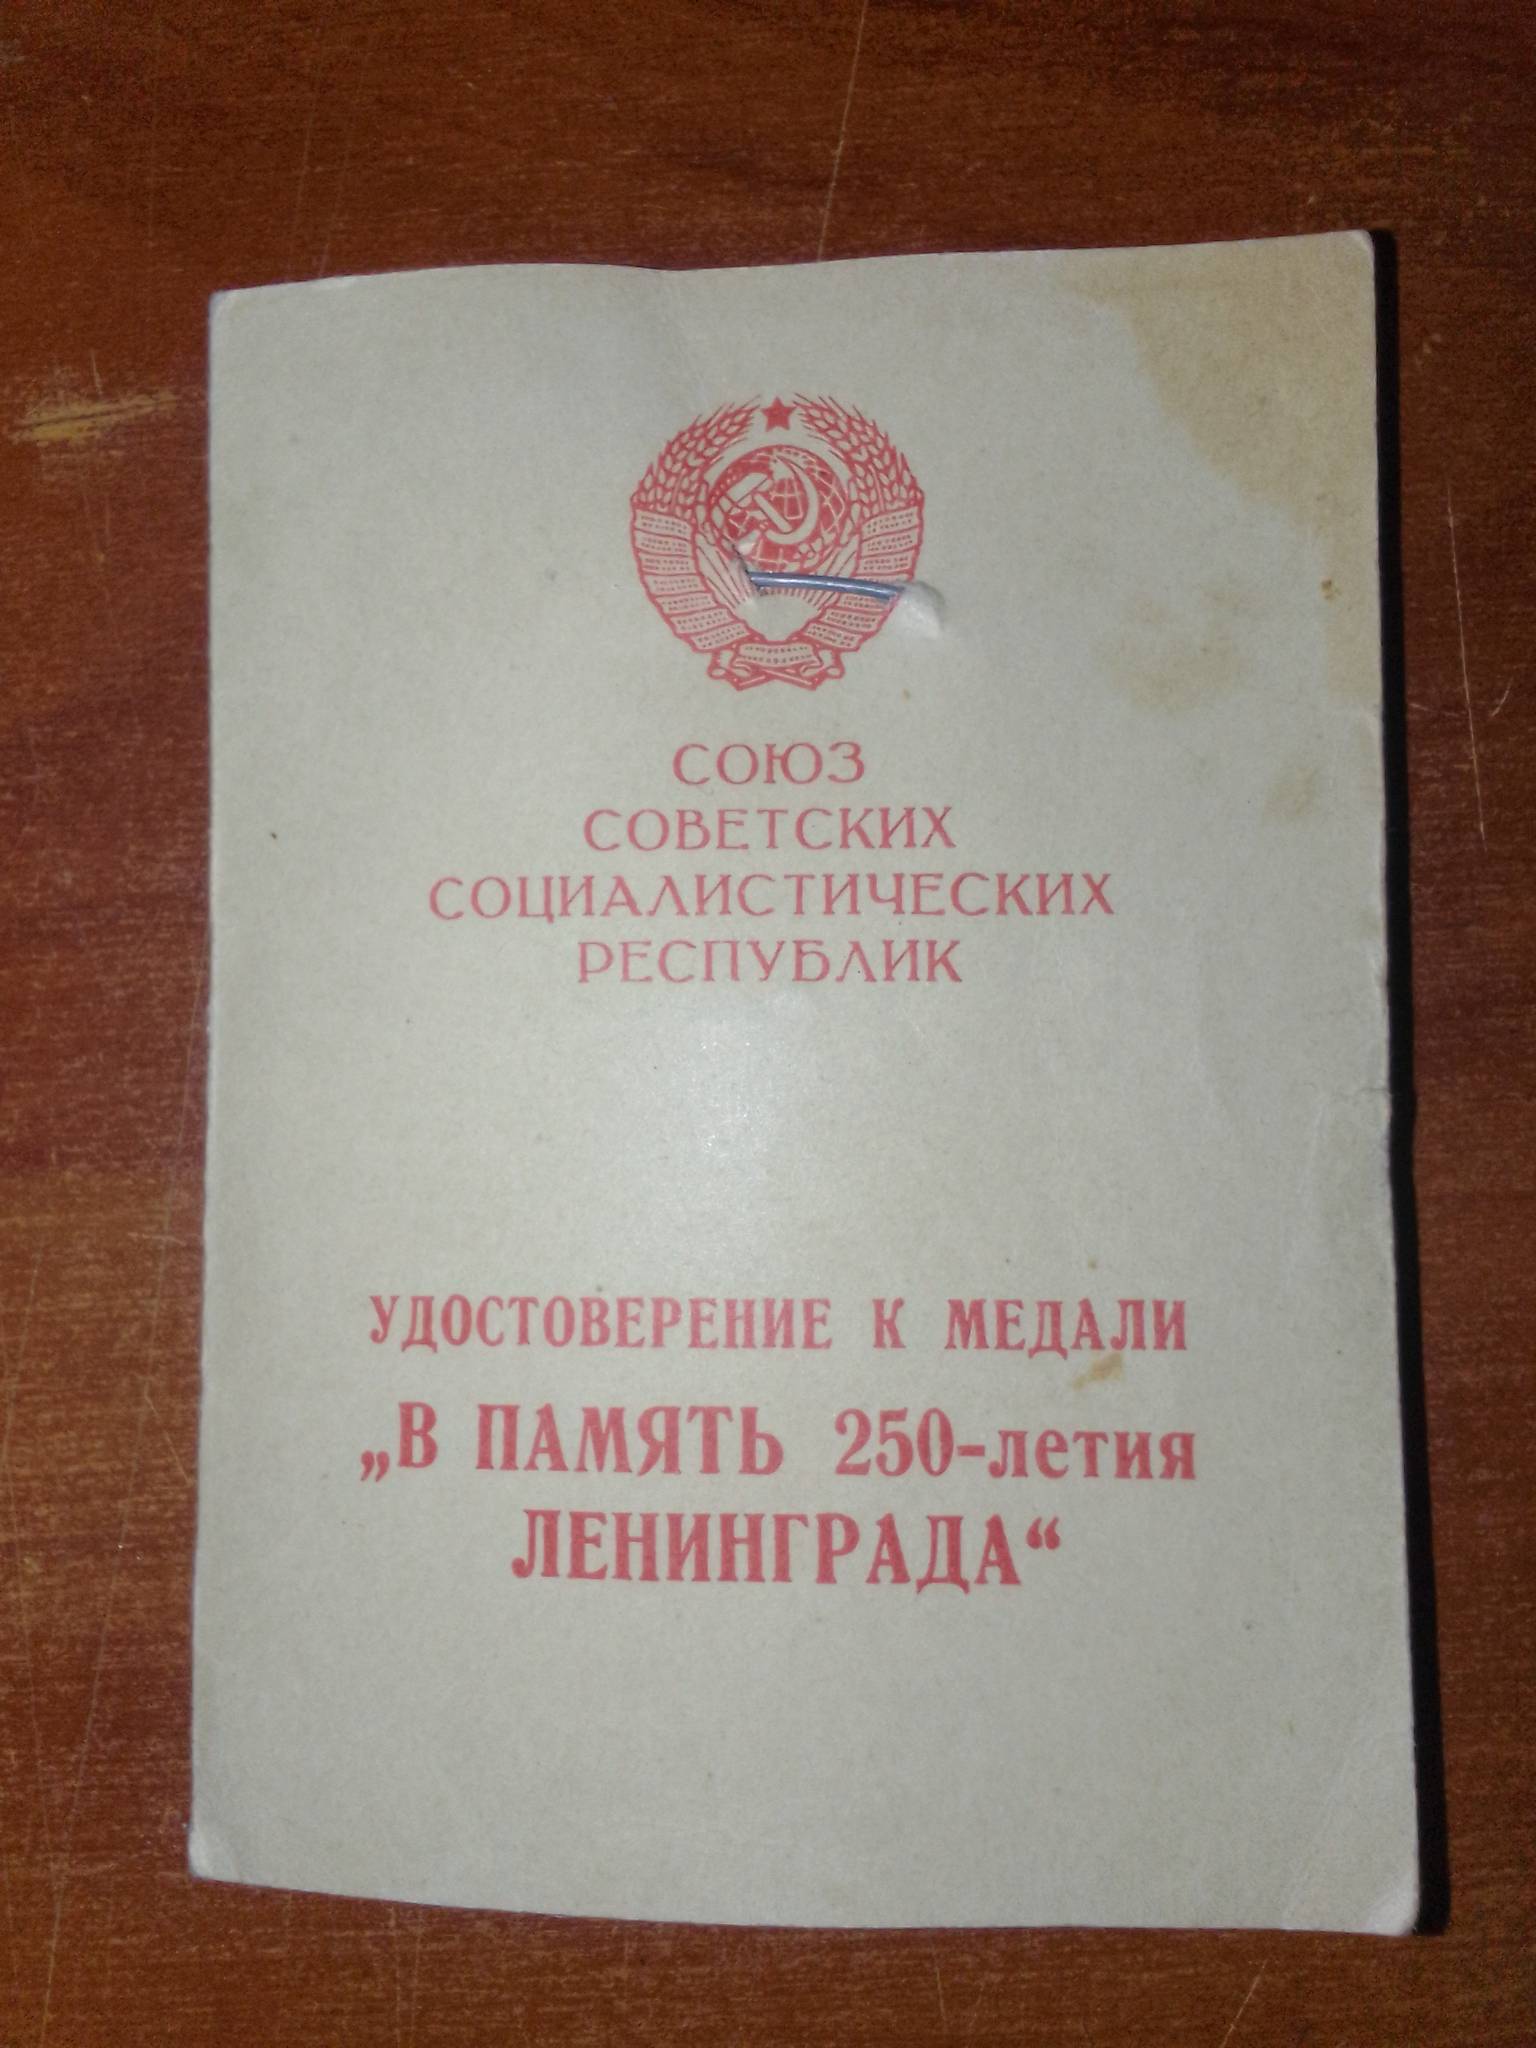 СОЮЗ
СОВЕТСКИХ
СОЦИАЛИСТИЧЕСКИХ
РЕСПУБЛИК
УДОСТОВЕРЕНИЕ К МЕДАЛИ
„В ПАМЯТЬ 250-летия
ЛЕНИНГРАДА“